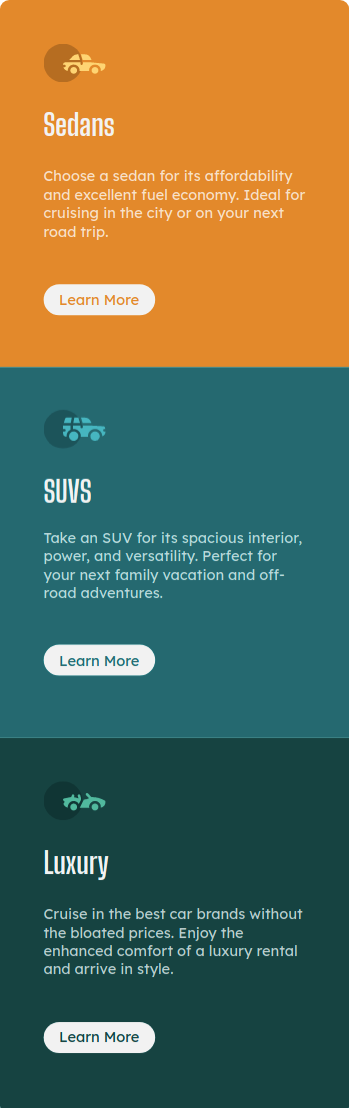 Sedans
Choose a sedan for its affordability
and excellent fuel economy. Ideal for
cruising in the city or on your next
road trip.
Learn More
SUVS
Take an SUV for its spacious interior,
power, and versatility. Perfect for
your next family vacation and off-
road adventures.
Learn More
Luxury
Cruise in the best car brands without
the bloated prices. Enjoy the
enhanced comfort of a luxury rental
and arrive in style.
Learn More